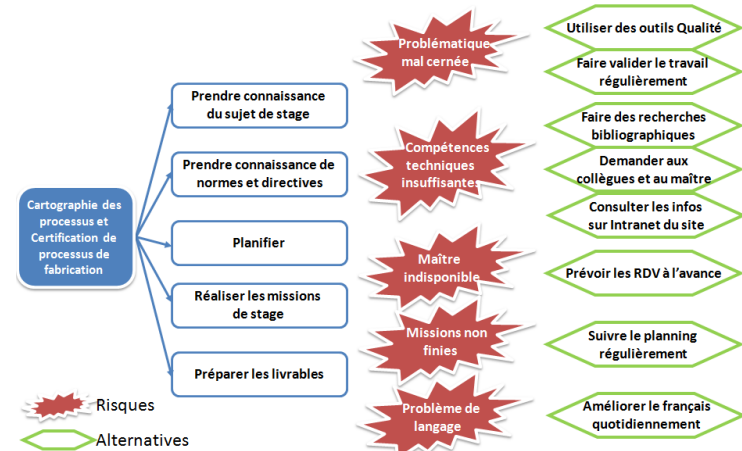 Cartographie des
processus et
Certification de
processus de
fabrication
Prendre connaissance
du sujet de stage
Prendre connaissance de
normes et directives
Planifier
Réaliser les missions
de stage
Préparer les livrables
Problématique
mal cernée
Compétences
techniques
insuffisantes
Maître
indisponible
Missions non
finies
Problème de
langage
Utiliser des outils Qualité
Faire valider le travail
régulièrement
Faire des recherches
bibliographiques
Demander aux
collègues et au maître
Consulter les infos
sur Intranet du site
Prévoir les RDV à l'avance
Suivre le planning
régulièrement
Améliorer le français
quotidiennement
Risques
Alternatives